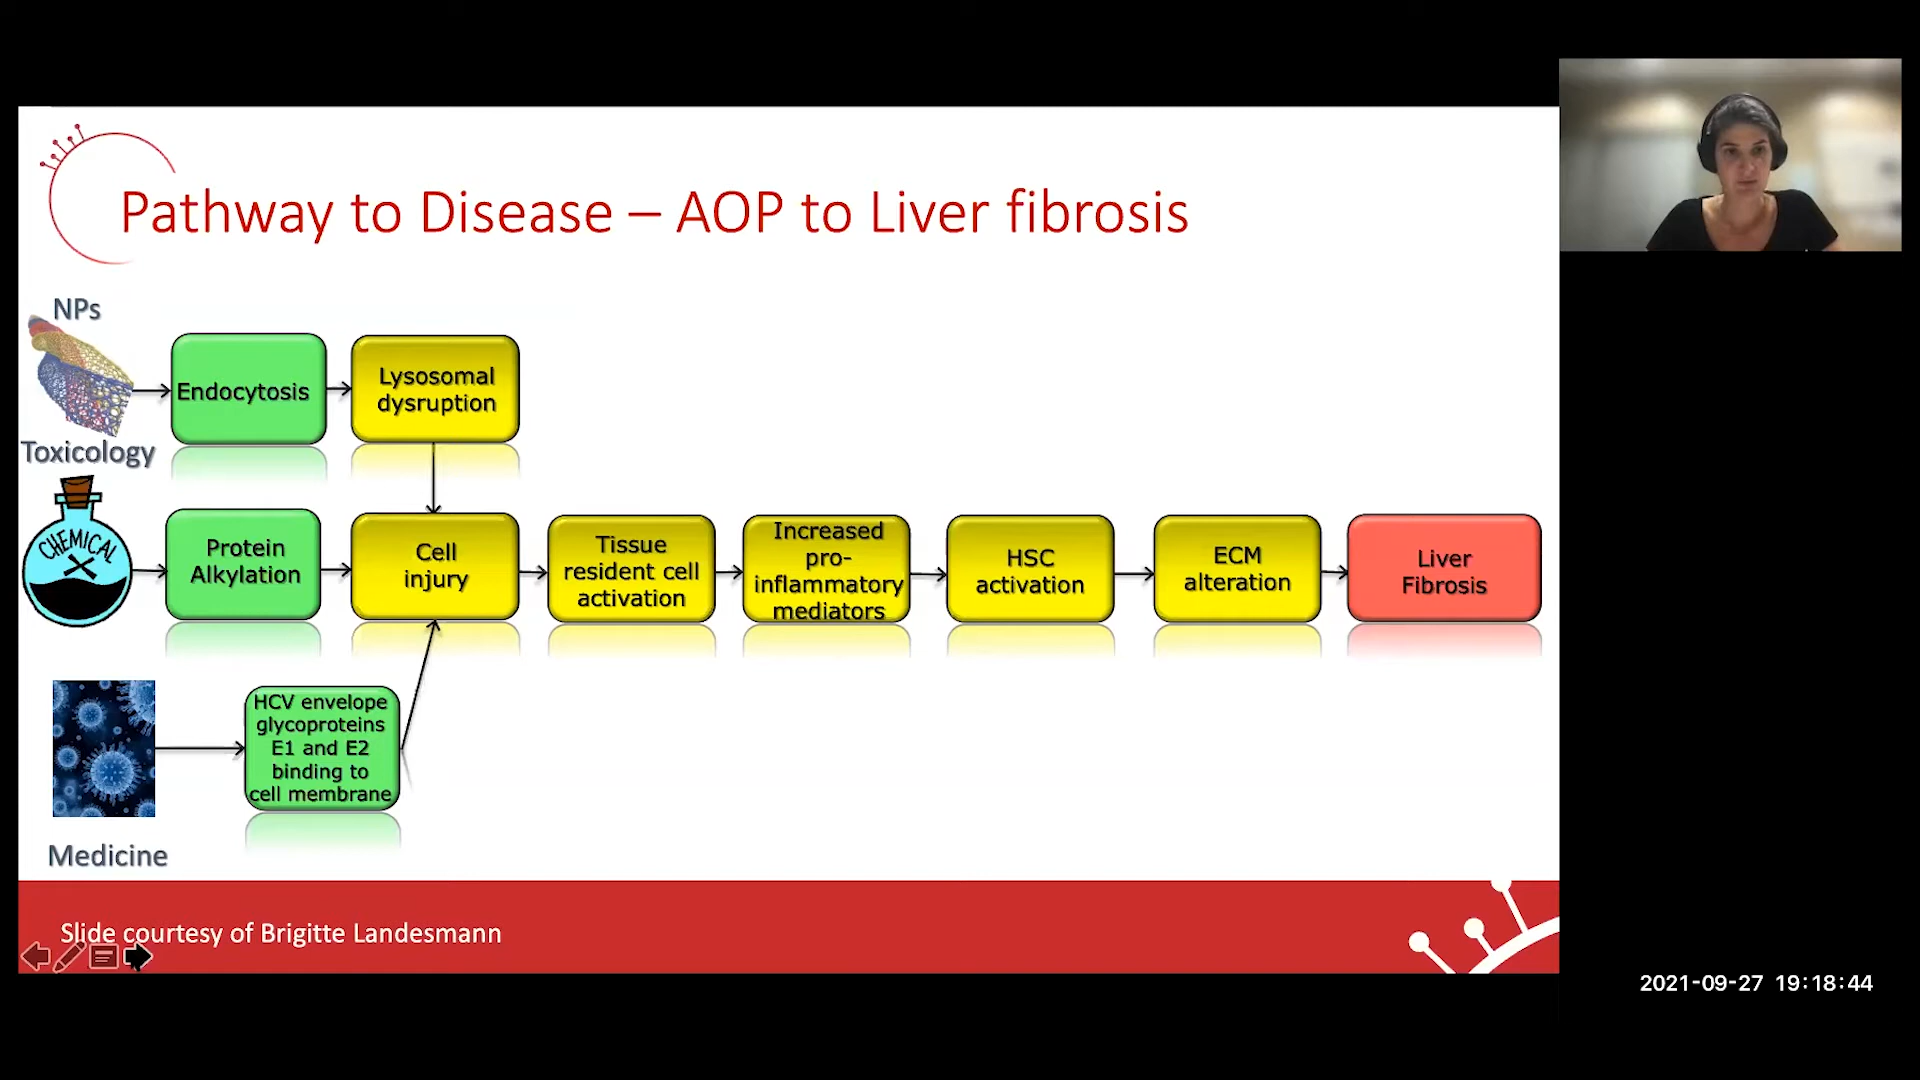 Pathway to Disease – AOP to Liver fibrosis
NPs
Endocytosis
Lysosomal
dysruption
Toxicology
CHEMICAL
Protein
Alkylation
Cell
injury
Tissue
resident cell
activation
Increased
pro-
inflammatory
mediators
HSC
activation
ECM
alteration
Liver
Fibrosis
HCV envelope
glycoproteins
E1 and E2
binding to
cell membrane
Medicine
Slide courtesy of Brigitte Landesmann
2021-09-27 19:18:44